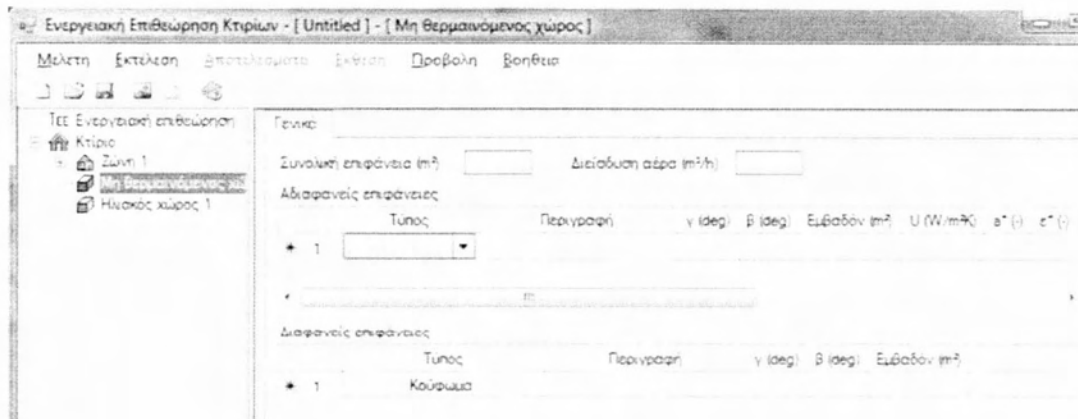 Ενεργειακή Επιθεώρηση Κτιρίων - [ Untitled ] - [ Μη θερμαινόμενος χώρος ]
Μελέτη Εκτέλεση Αποτελέσματα Έκθεση Προβολή Βοήθεια
ΤΕΕ Ενεργειακή επιθεώρηση
Κτίριο
Ζώνη 1
Μη θερμαινόμενος χώ
Ηλιακός χώρος 1
Γενικά
Συνολική επιφάνεια (m²) Διείσδυση αέρα (m³/h)
Αδιαφανείς επιφάνειες
Τύπος Περιγραφή γ (deg) β (deg) Εμβαδόν (m²) U (W/m²K) a* (-) ε* (-)
1
Διαφανείς επιφάνειες
Τύπος Περιγραφή γ (deg) β (deg) Εμβαδόν (m²)
1 Κούφωμα